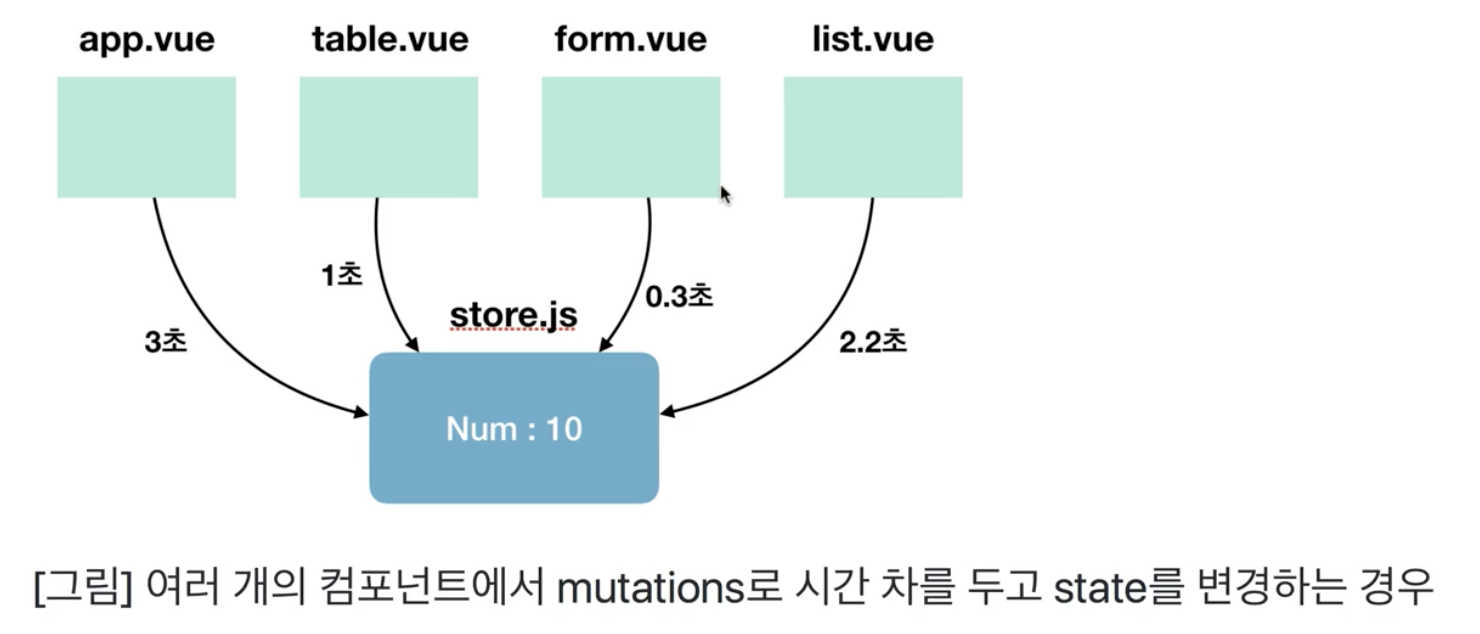 app.vue table.vue form.vue list.vue
1초
0.3초
store.js
3초
2.2초
Num : 10
[그림] 여러 개의 컴포넌트에서 mutations로 시간 차를 두고 state를 변경하는 경우